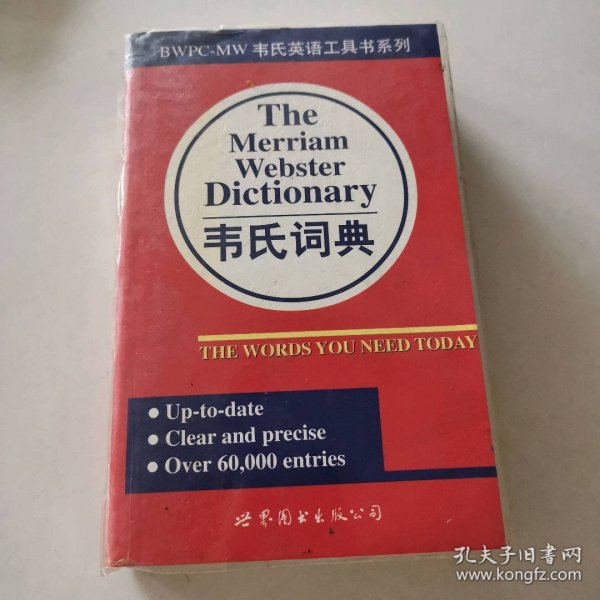 BWPC-MW 韦氏英语工具书系列
The
Merriam
Webster
Dictionary
韦氏词典
THE WORDS YOU NEED TODAY
● Up-to-date
● Clear and precise
● Over 60,000 entries
世界图书出版公司
孔夫子旧书网
www.kongfz.com